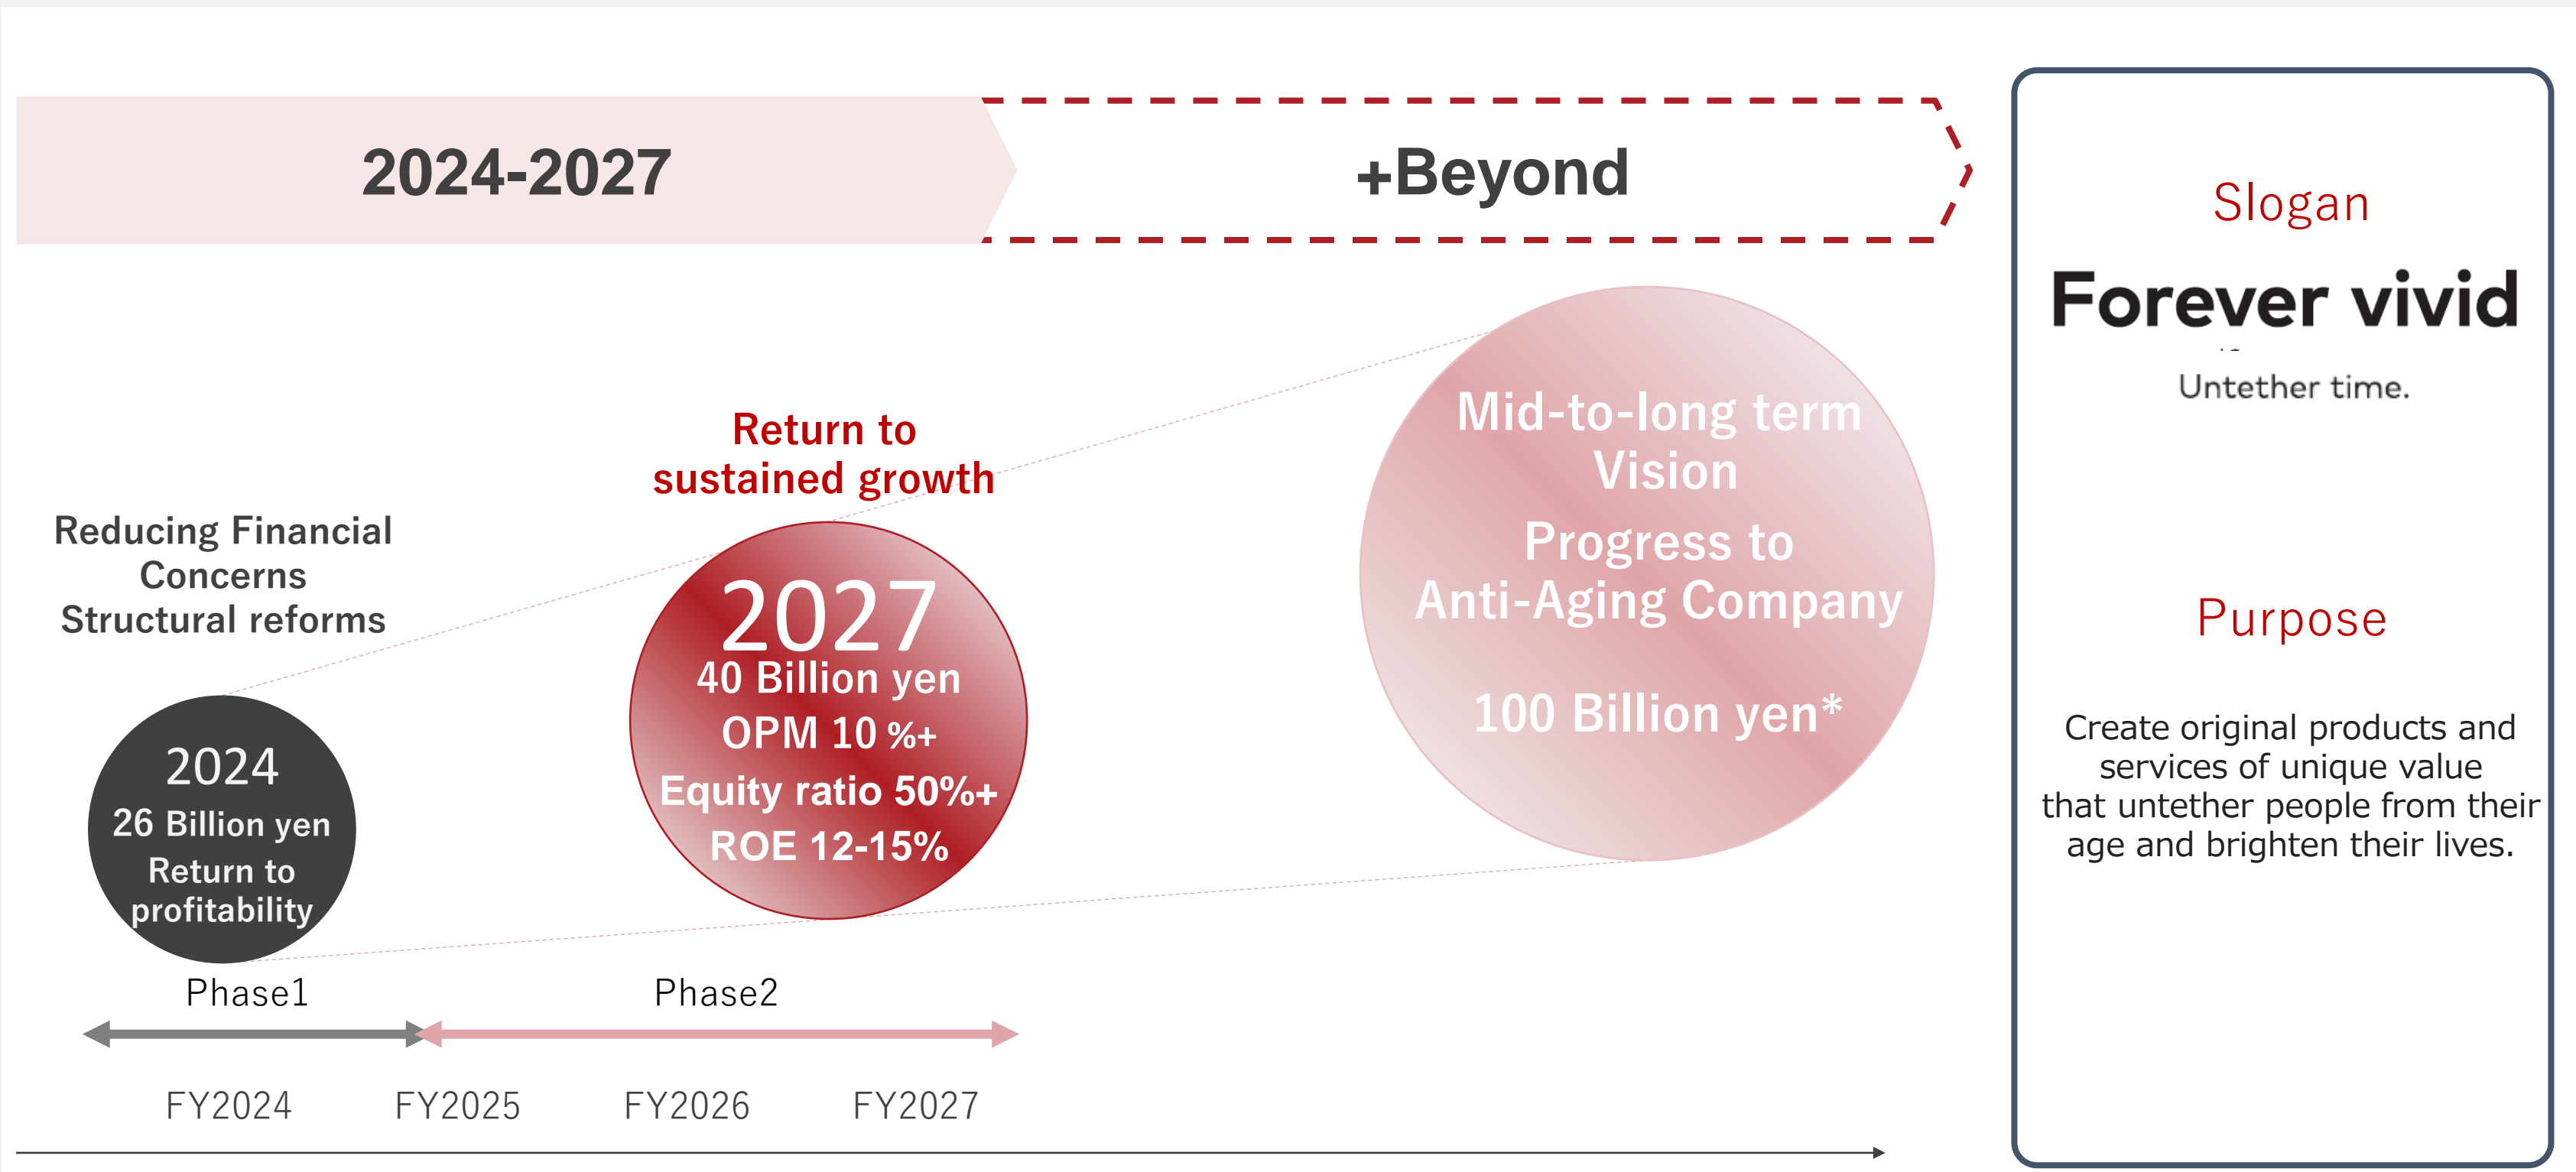 2024-2027
+Beyond
Reducing Financial
Concerns
Structural reforms
2024
26 Billion yen
Return to
profitability
Return to
sustained growth
2027
40 Billion yen
OPM 10 %+
Equity ratio 50%+
ROE 12-15%
Mid-to-long term
Vision
Progress to
Anti-Aging Company
100 Billion yen*
Phase1
Phase2
FY2024
FY2025
FY2026
FY2027
Slogan
Forever vivid
Untether time.
Purpose
Create original products and
services of unique value
that untether people from their
age and brighten their lives.